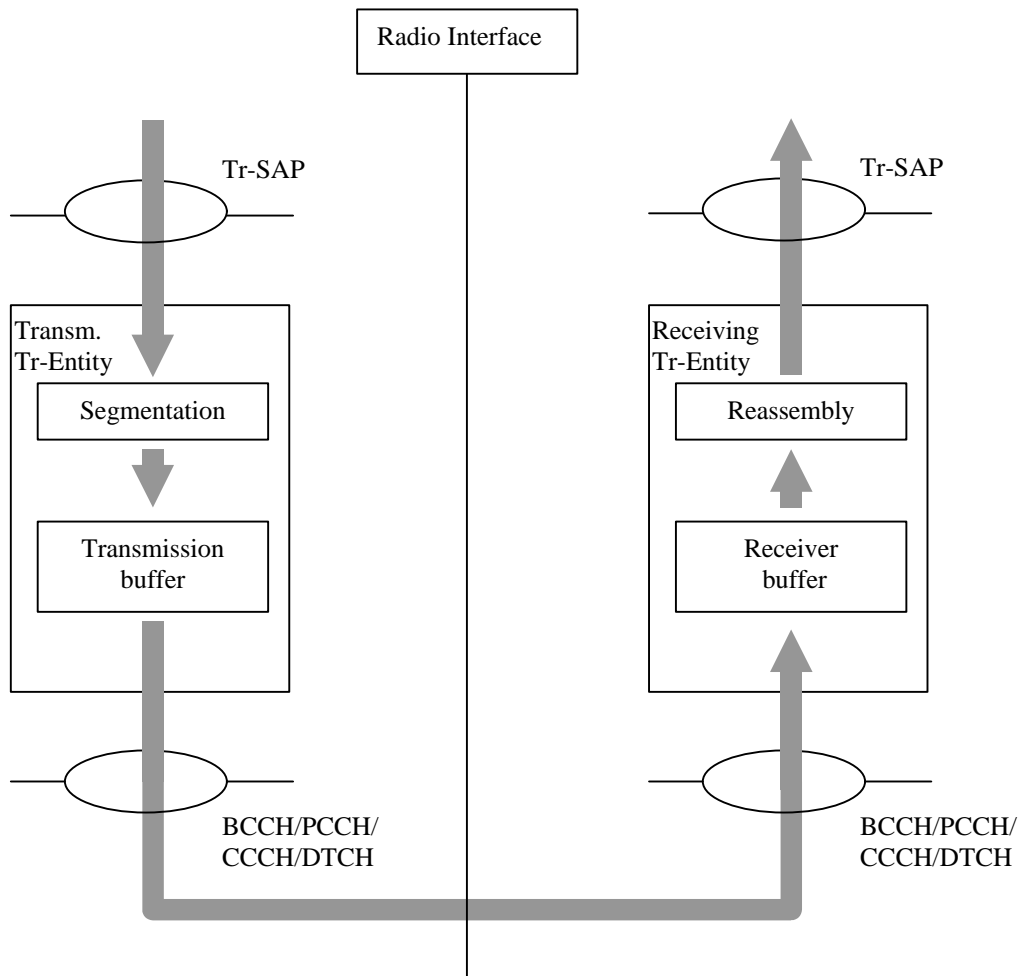 Radio Interface
Tr-SAP
Tr-SAP
Transm.
Tr-Entity
Receiving
Tr-Entity
Segmentation
Reassembly
Transmission
buffer
Receiver
buffer
BCCH/PCCH/
CCCH/DTCH
BCCH/PCCH/
CCCH/DTCH